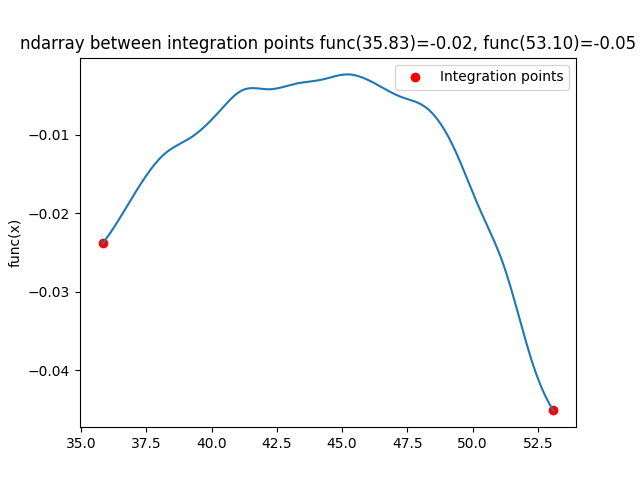 ndarray between integration points func(35.83)=-0.02, func(53.10)=-0.05
Integration points
func(x)
−0.01
−0.02
−0.03
−0.04
35.0 37.5 40.0 42.5 45.0 47.5 50.0 52.5